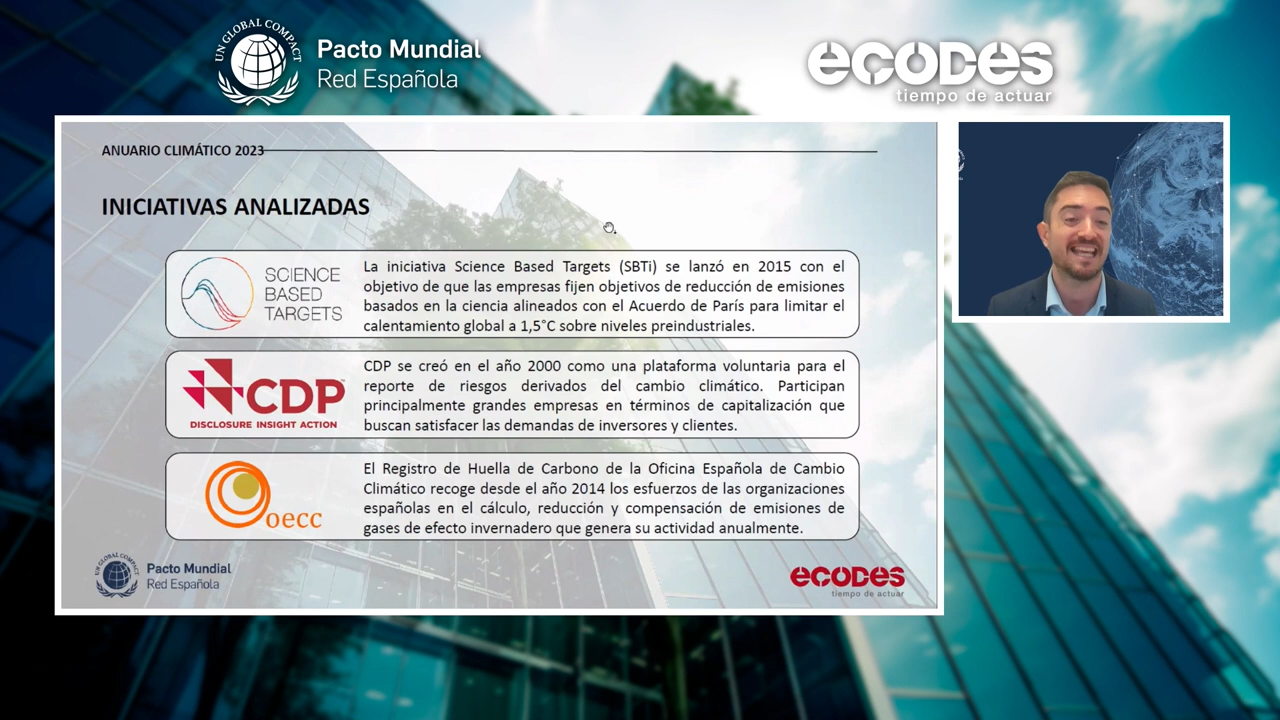 UN GLOBAL COMPACT
Pacto Mundial
Red Española
ecodes
tiempo de actuar
ANUARIO CLIMÁTICO 2023
INICIATIVAS ANALIZADAS
SCIENCE
BASED
TARGETS
La iniciativa Science Based Targets (SBTi) se lanzó en 2015 con el
objetivo de que las empresas fijen objetivos de reducción de emisiones
basados en la ciencia alineados con el Acuerdo de París para limitar el
calentamiento global a 1,5°C sobre niveles preindustriales.
CDP
DISCLOSURE INSIGHT ACTION
CDP se creó en el año 2000 como una plataforma voluntaria para el
reporte de riesgos derivados del cambio climático. Participan
principalmente grandes empresas en términos de capitalización que
buscan satisfacer las demandas de inversores y clientes.
oecc
El Registro de Huella de Carbono de la Oficina Española de Cambio
Climático recoge desde el año 2014 los esfuerzos de las organizaciones
españolas en el cálculo, reducción y compensación de emisiones de
gases de efecto invernadero que genera su actividad anualmente.
UN GLOBAL COMPACT
Pacto Mundial
Red Española
ecodes
tiempo de actuar